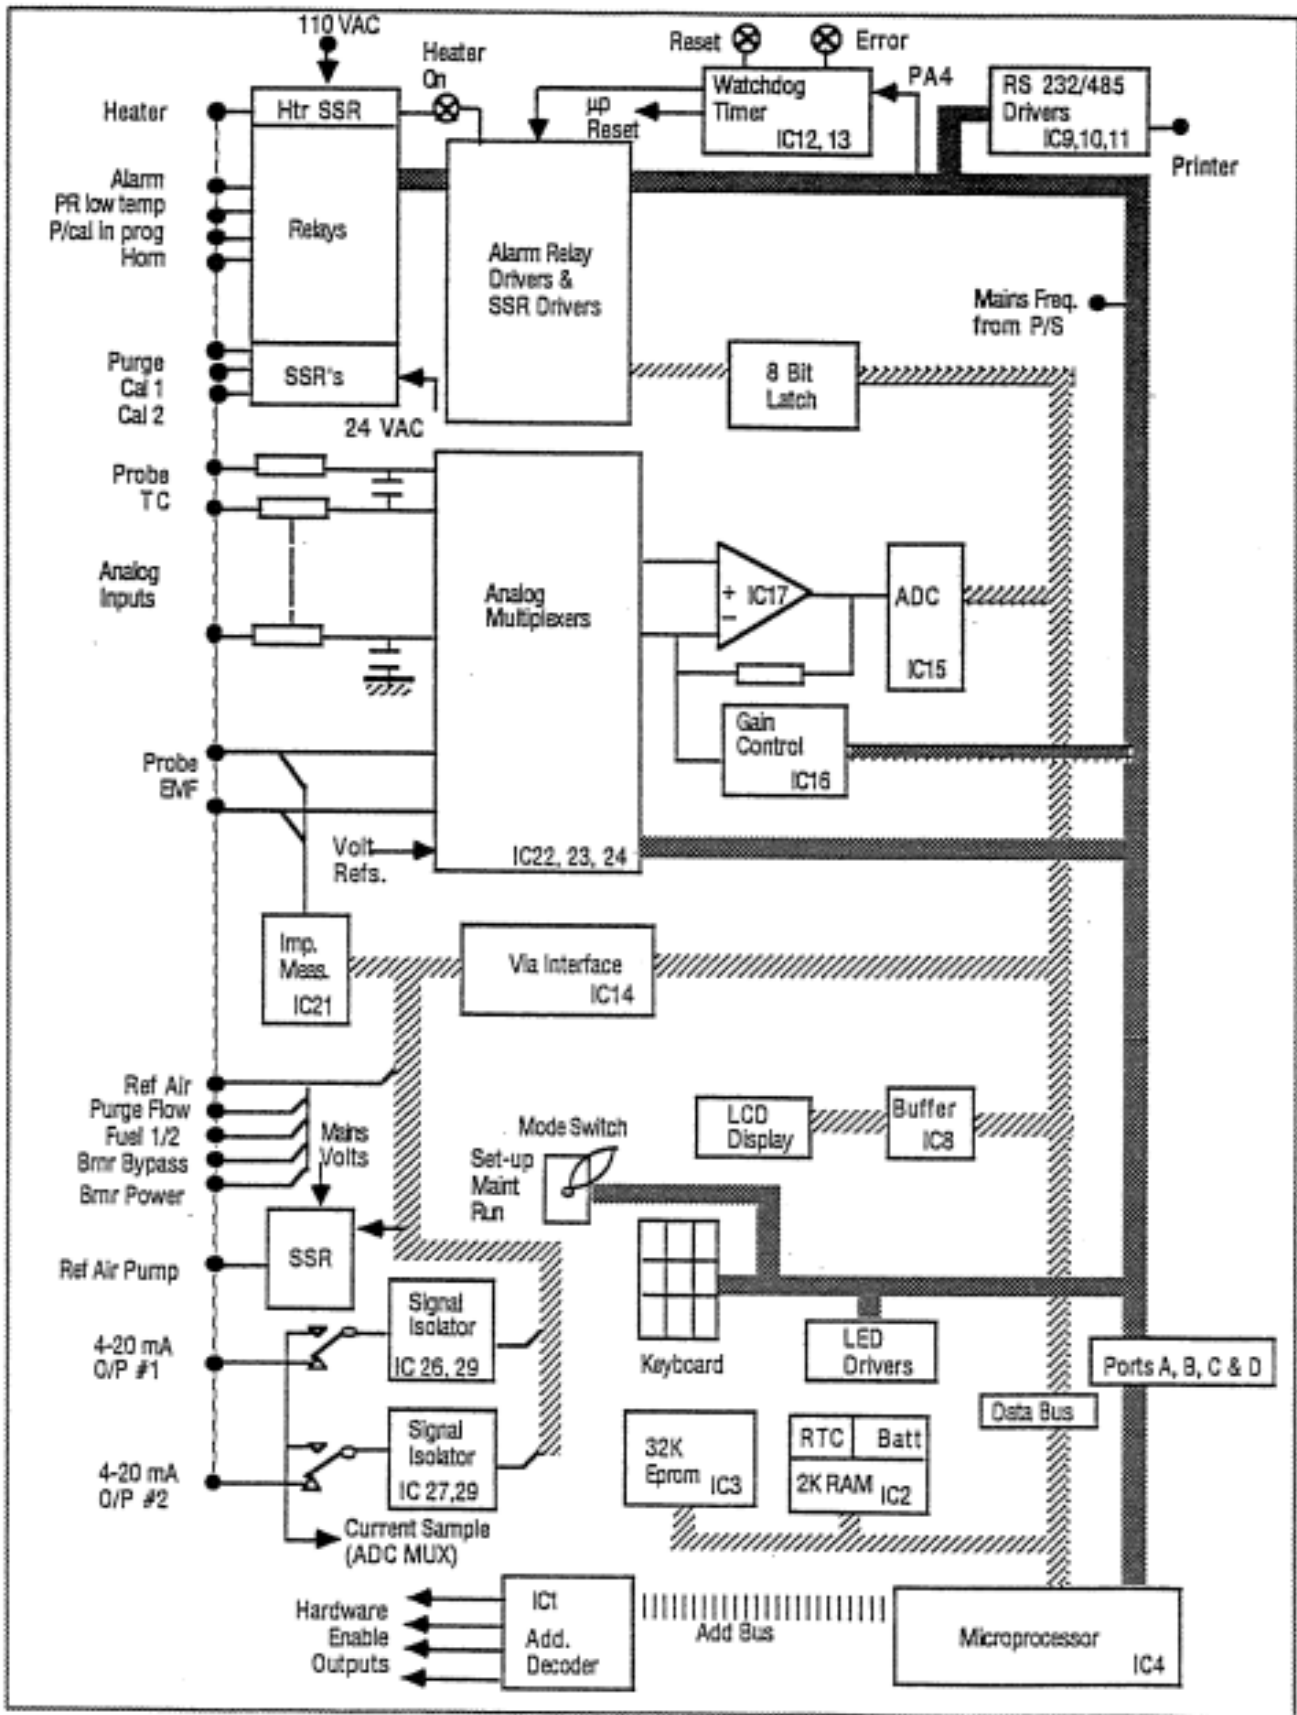 110 VAC
Reset
Error
Heater
On
PA4
Watchdog
Timer
IC12, 13
RS 232/485
Drivers
IC9,10,11
Heater
Htr SSR
µp
Reset
Printer
Alarm
PR low temp
P/cal in prog
Horn
Relays
Alarm Relay
Drivers &
SSR Drivers
Mains Freq.
from P/S
Purge
Cal 1
Cal 2
SSR's
24 VAC
8 Bit
Latch
Probe
TC
Analog
Inputs
Analog
Multiplexers
IC22, 23, 24
+
IC17
−
ADC
IC15
Gain
Control
IC16
Probe
EMF
Volt
Refs.
Imp.
Meas.
IC21
Via Interface
IC14
Ref Air
Purge Flow
Fuel 1/2
Brnr Bypass
Brnr Power
Mains
Volts
Mode Switch
Set-up
Maint
Run
LCD
Display
Buffer
IC8
Ref Air Pump
SSR
4-20 mA
O/P #1
Signal
Isolator
IC 26, 29
Keyboard
LED
Drivers
Ports A, B, C & D
Data Bus
4-20 mA
O/P #2
Signal
Isolator
IC 27,29
32K
Eprom
IC3
RTC
Batt
2K RAM
IC2
Current Sample
(ADC MUX)
Hardware
Enable
Outputs
IC1
Add.
Decoder
Add Bus
Microprocessor
IC4